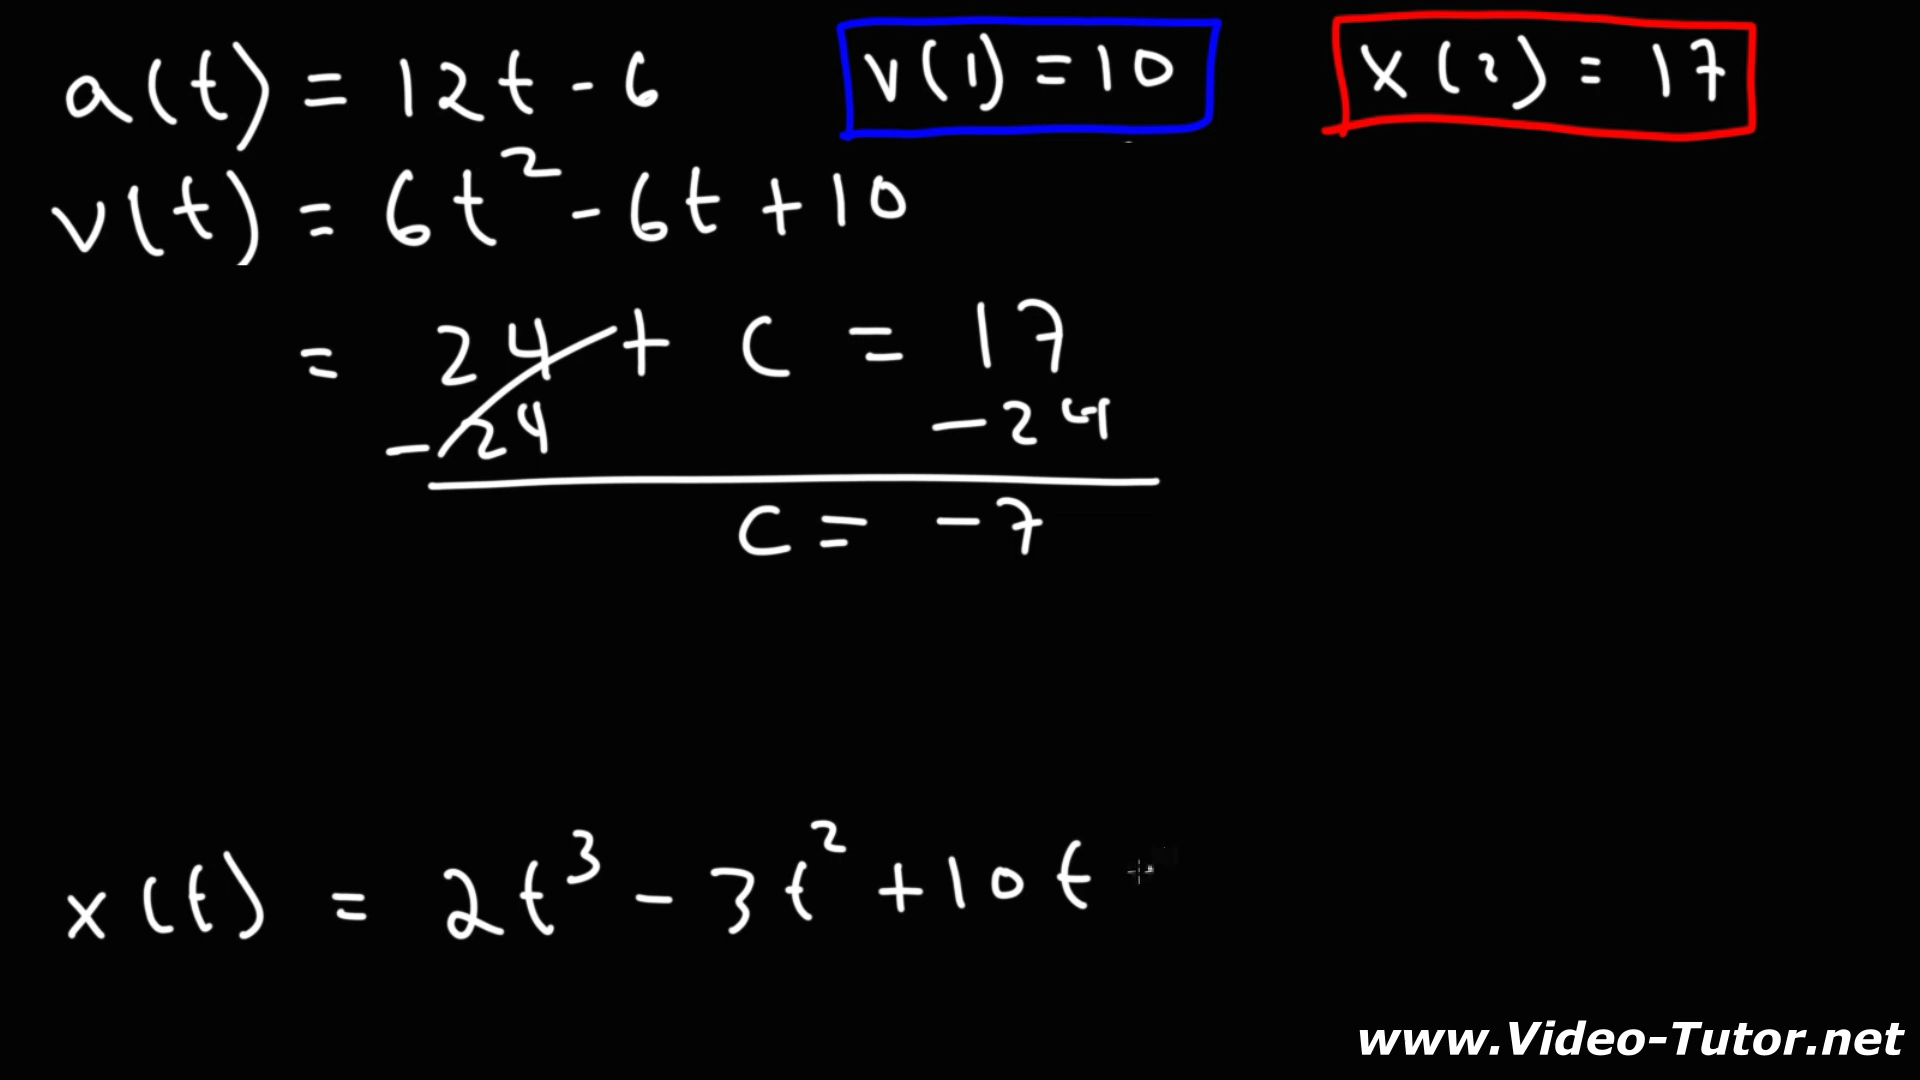 a(t) = 12t - 6 v(1) = 10 x(2) = 17
v(t) = 6t² - 6t + 10
= 24 + C = 17
-24 -24
C = -7
x(t) = 2t³ - 3t² + 10t
www.Video-Tutor.net